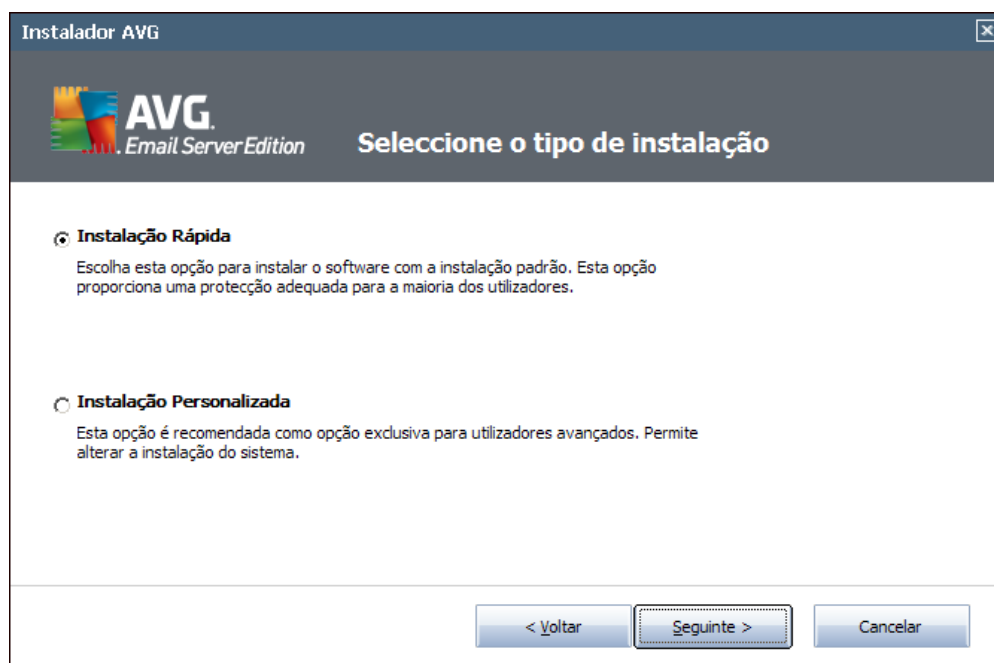 Instalador AVG
AVG.
Email Server Edition
Seleccione o tipo de instalação
Instalação Rápida
Escolha esta opção para instalar o software com a instalação padrão. Esta opção
proporciona uma protecção adequada para a maioria dos utilizadores.
Instalação Personalizada
Esta opção é recomendada como opção exclusiva para utilizadores avançados. Permite
alterar a instalação do sistema.
< Voltar
Seguinte >
Cancelar